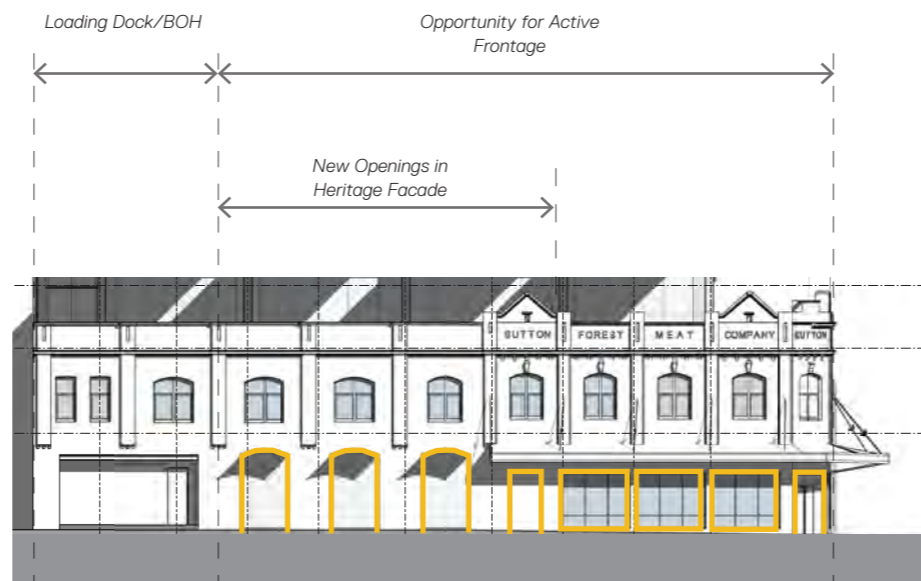 Loading Dock/BOH
Opportunity for Active
Frontage
New Openings in
Heritage Facade
SUTTON FOREST MEAT COMPANY SUTTON